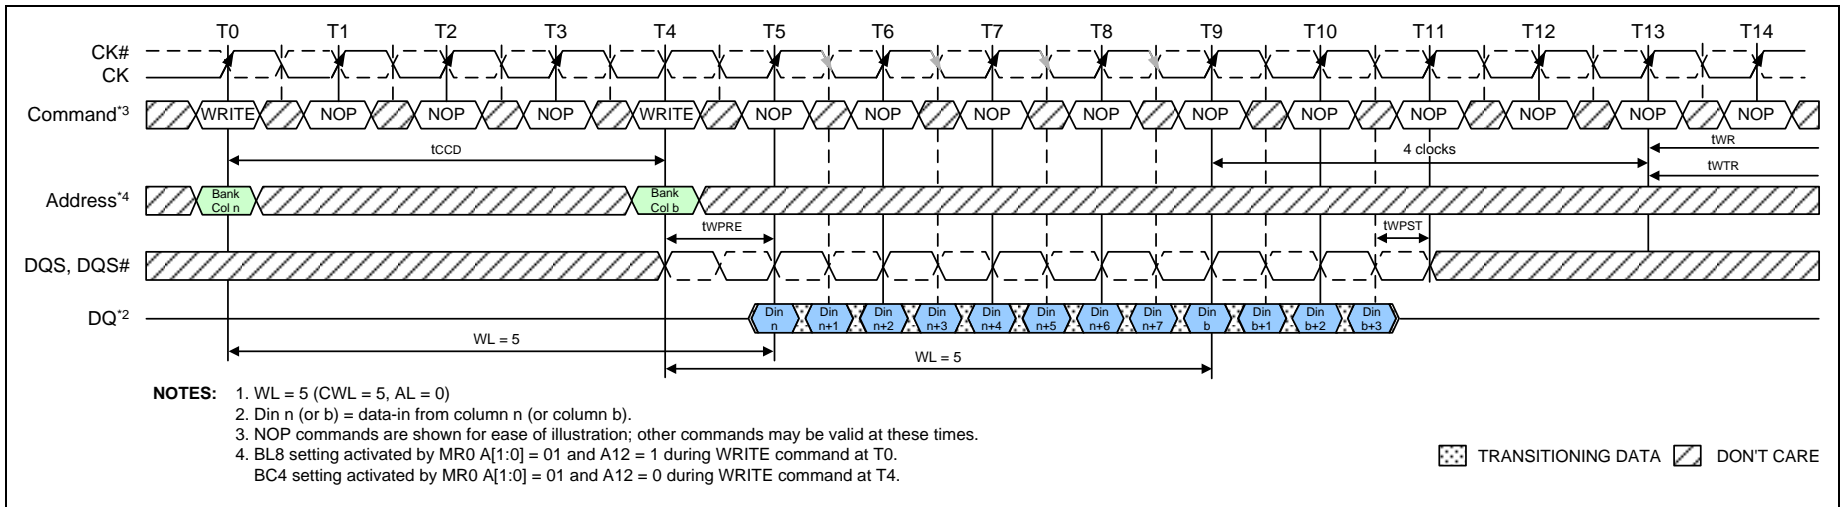 T0 T1 T2 T3 T4 T5 T6 T7 T8 T9 T10 T11 T12 T13 T14
CK#
CK
Command*3 WRITE NOP NOP NOP WRITE NOP NOP NOP NOP NOP NOP NOP NOP NOP NOP
tCCD 4 clocks tWR
tWTR
Address*4 Bank Col n Bank Col b
tWPRE tWPST
DQS, DQS#
DQ*2 Din n Din n+1 Din n+2 Din n+3 Din n+4 Din n+5 Din n+6 Din n+7 Din b Din b+1 Din b+2 Din b+3
WL = 5
WL = 5
NOTES: 1. WL = 5 (CWL = 5, AL = 0)
2. Din n (or b) = data-in from column n (or column b).
3. NOP commands are shown for ease of illustration; other commands may be valid at these times.
4. BL8 setting activated by MR0 A[1:0] = 01 and A12 = 1 during WRITE command at T0.
BC4 setting activated by MR0 A[1:0] = 01 and A12 = 0 during WRITE command at T4.
TRANSITIONING DATA DON'T CARE